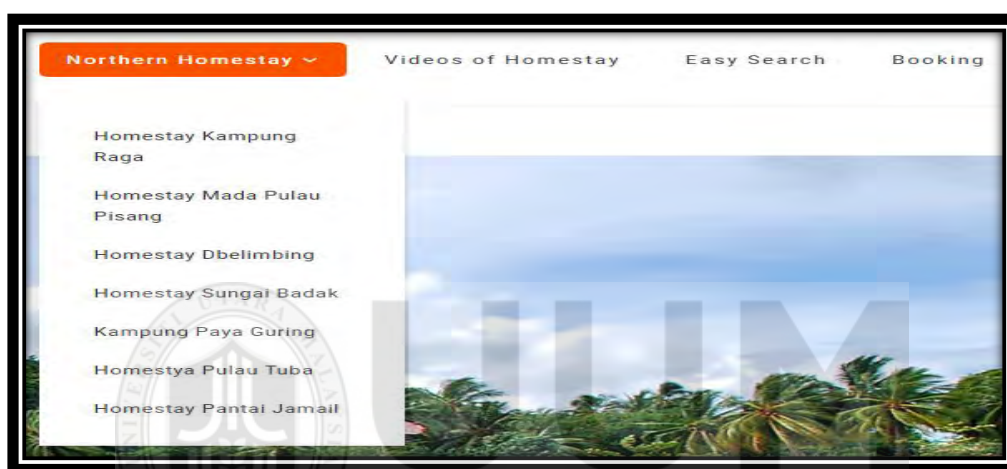 Northern Homestay Videos of Homestay Easy Search Booking
Homestay Kampung
Raga
Homestay Mada Pulau
Pisang
Homestay Dbelimbing
Homestay Sungai Badak
Kampung Paya Guring
Homestya Pulau Tuba
Homestay Pantai Jamail
UUM